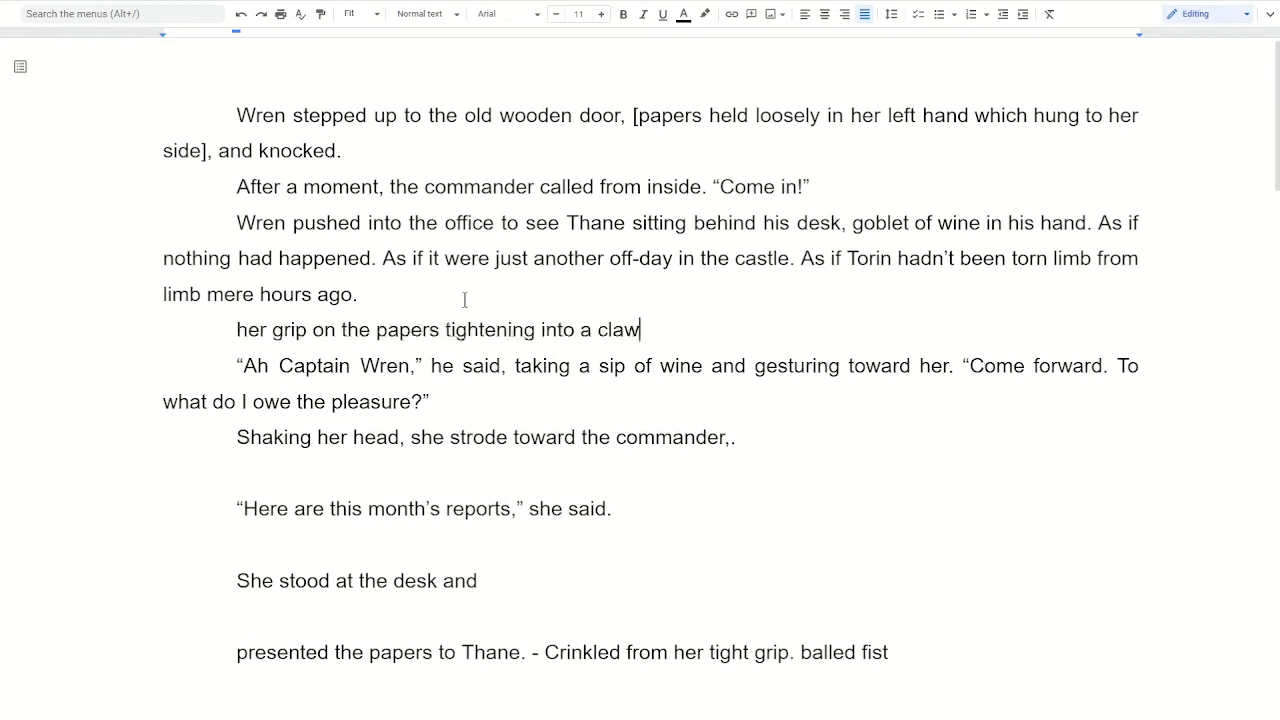 Search the menus (Alt+/)
Fit
Normal text
Arial
11
B
I
U
A
Editing
Wren stepped up to the old wooden door, [papers held loosely in her left hand which hung to her
side], and knocked.
After a moment, the commander called from inside. “Come in!”
Wren pushed into the office to see Thane sitting behind his desk, goblet of wine in his hand. As if
nothing had happened. As if it were just another off-day in the castle. As if Torin hadn’t been torn limb from
limb mere hours ago.
her grip on the papers tightening into a claw
“Ah Captain Wren,” he said, taking a sip of wine and gesturing toward her. “Come forward. To
what do I owe the pleasure?”
Shaking her head, she strode toward the commander,.
“Here are this month’s reports,” she said.
She stood at the desk and
presented the papers to Thane. - Crinkled from her tight grip. balled fist